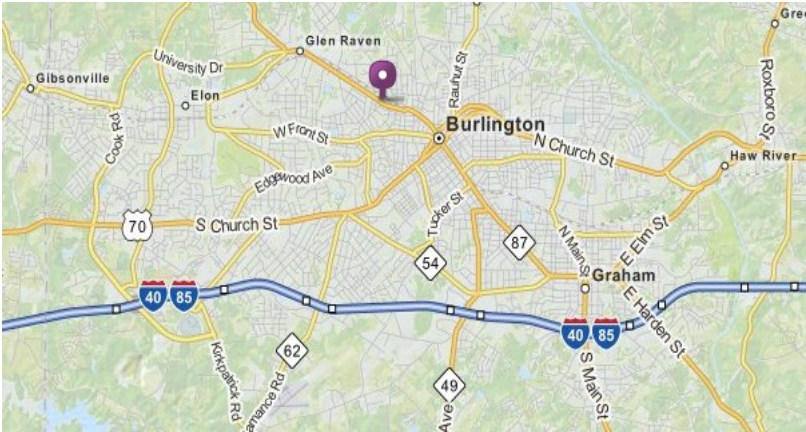 Glen Raven
Gree
University Dr
Rauhut St
Roxboro St
Gibsonville
Elon
Cook Rd
W Front St
Burlington
N Church St
Haw River
Edgewood Ave
Tucker St
70
S Church St
54
87
N Main St
E Elm St
Graham
40 85
E Harden St
40 85
62
Kirkpatrick Rd
amance Rd
49
Ave
S Main St